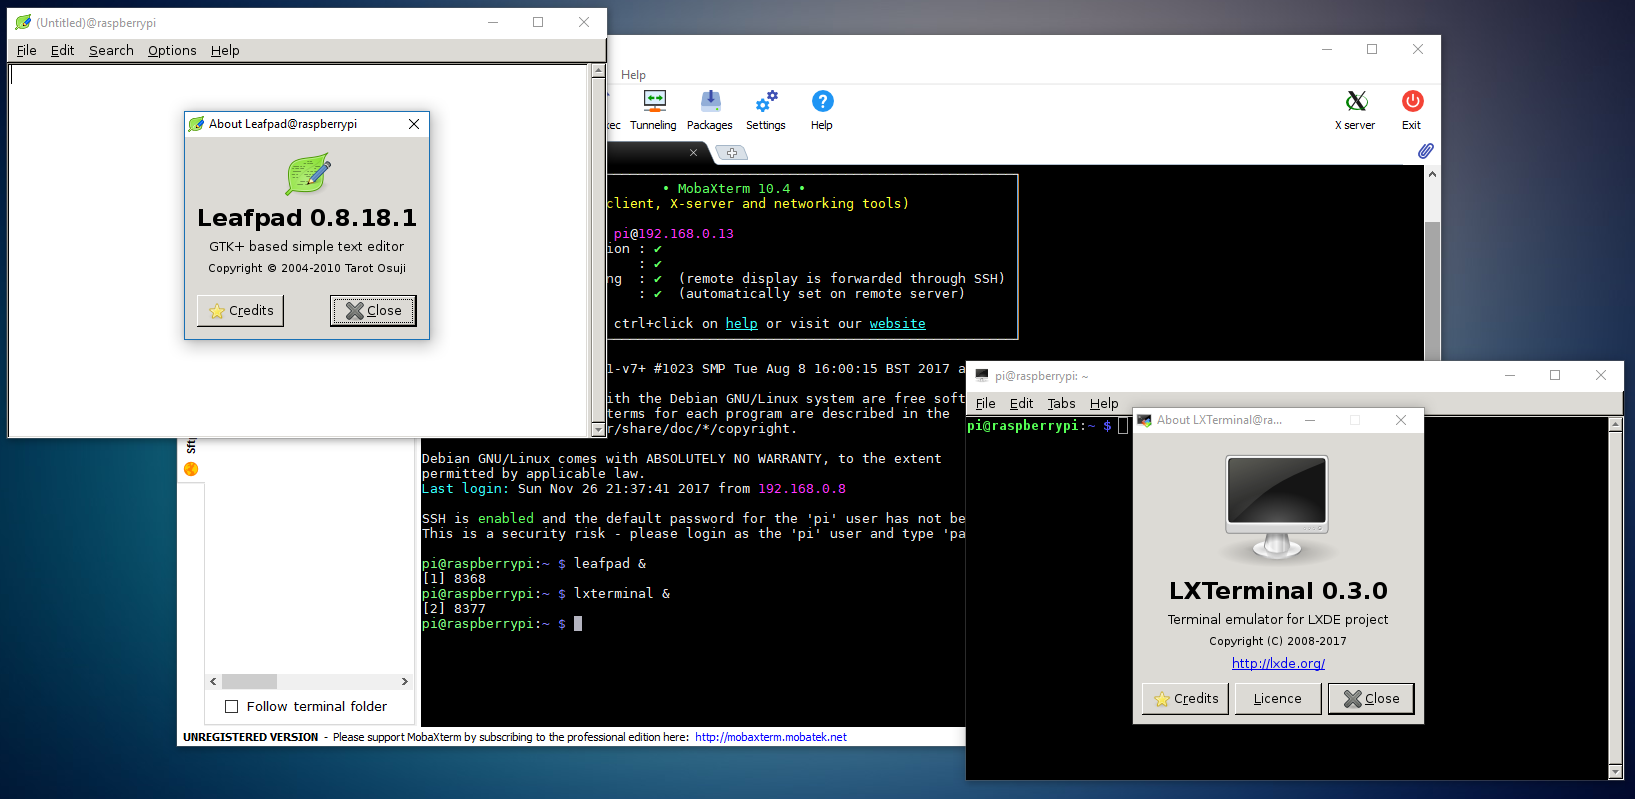 (Untitled)@raspberrypi
File Edit Search Options Help
About Leafpad@raspberrypi
Leafpad 0.8.18.1
GTK+ based simple text editor
Copyright © 2004-2010 Tarot Osuji
Credits Close
Help
Tunneling Packages Settings Help
X server Exit
• MobaXterm 10.4 •
client, X-server and networking tools)
pi@192.168.0.13
ion : ✔
: ✔
ng : ✔ (remote display is forwarded through SSH)
: ✔ (automatically set on remote server)
ctrl+click on help or visit our website
1-v7+ #1023 SMP Tue Aug 8 16:00:15 BST 2017 a
ith the Debian GNU/Linux system are free soft
terms for each program are described in the
r/share/doc/*/copyright.
Debian GNU/Linux comes with ABSOLUTELY NO WARRANTY, to the extent
permitted by applicable law.
Last login: Sun Nov 26 21:37:41 2017 from 192.168.0.8
SSH is enabled and the default password for the 'pi' user has not be
This is a security risk - please login as the 'pi' user and type 'pa
pi@raspberrypi:~ $ leafpad &
[1] 8368
pi@raspberrypi:~ $ lxterminal &
[2] 8377
pi@raspberrypi:~ $
Follow terminal folder
UNREGISTERED VERSION - Please support MobaXterm by subscribing to the professional edition here: http://mobaxterm.mobatek.net
pi@raspberrypi: ~
File Edit Tabs Help
pi@raspberrypi:~ $
About LXTerminal@ra...
LXTerminal 0.3.0
Terminal emulator for LXDE project
Copyright (C) 2008-2017
http://lxde.org/
Credits Licence Close